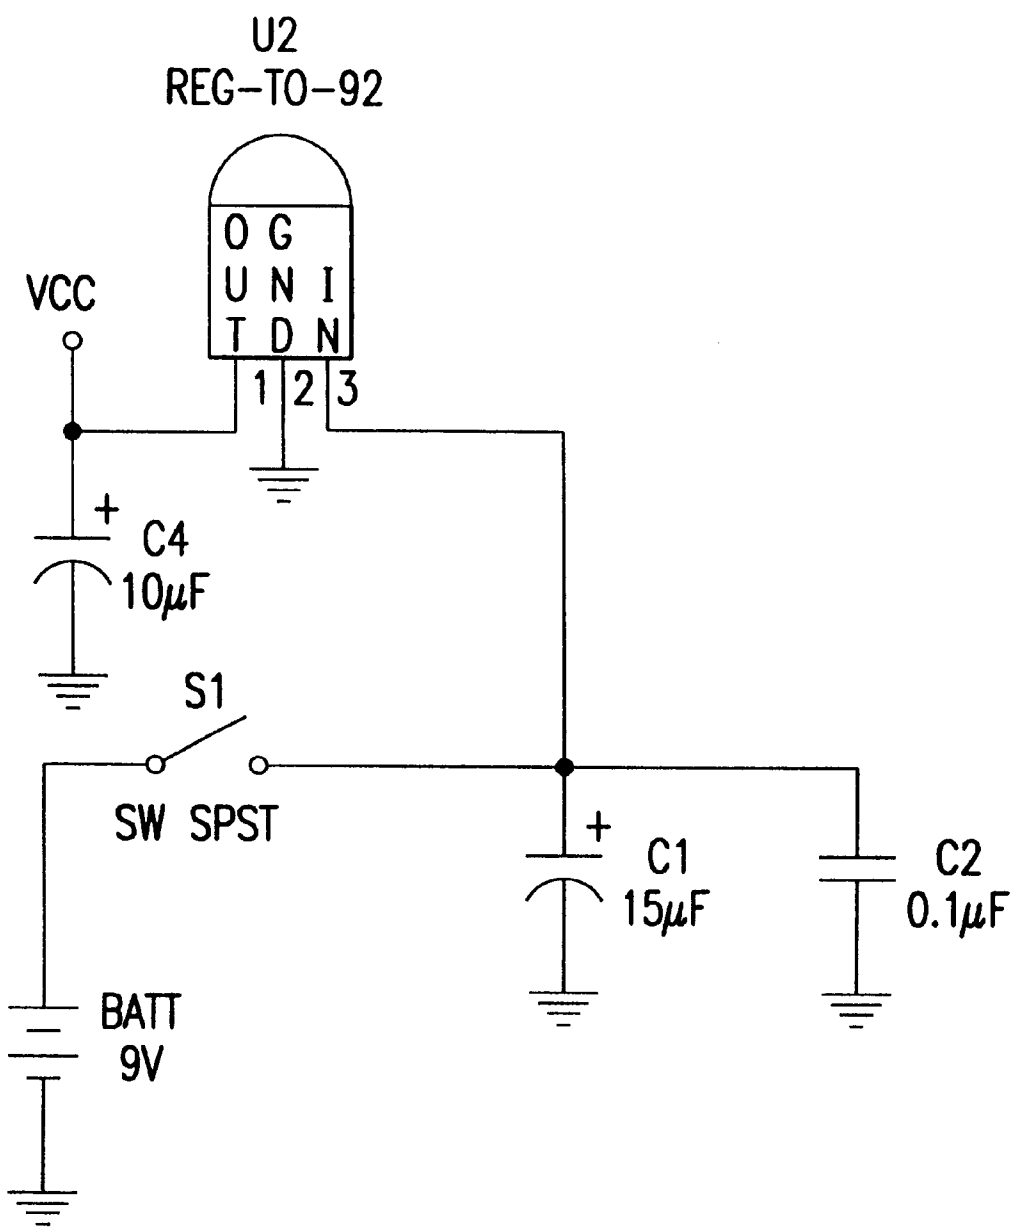 U2
REG-TO-92
O G
U N I
T D N
VCC
1 2 3
+
C4
10μF
S1
SW SPST
+
C1
15μF
C2
0.1μF
BATT
9V